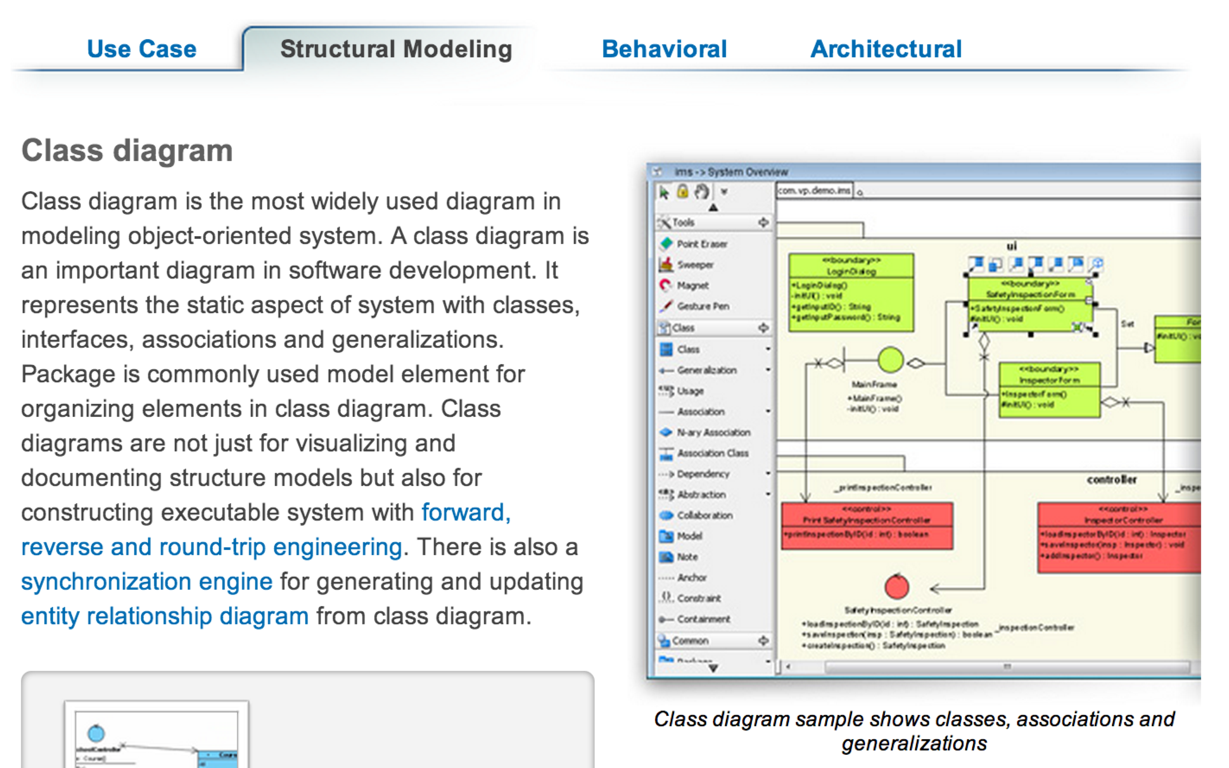 Use Case
Structural Modeling
Behavioral
Architectural
Class diagram
Class diagram is the most widely used diagram in
modeling object-oriented system. A class diagram is
an important diagram in software development. It
represents the static aspect of system with classes,
interfaces, associations and generalizations.
Package is commonly used model element for
organizing elements in class diagram. Class
diagrams are not just for visualizing and
documenting structure models but also for
constructing executable system with forward,
reverse and round-trip engineering. There is also a
synchronization engine for generating and updating
entity relationship diagram from class diagram.
ims -> System Overview
com.vp.demo.ims
Tools
Point Eraser
Sweeper
Magnet
Gesture Pen
Class
Class
Generalization
Usage
Association
N-ary Association
Association Class
Dependency
Abstraction
Collaboration
Model
Note
Anchor
Constraint
Containment
Common
Package
ui
<<boundary>>
LoginDialog
+LoginDialog()
-initUI() : void
+getInputID() : String
+getInputPassword() : String
<<boundary>>
SafetyInspectionForm
+SafetyInspectionForm()
#initUI() : void
Set
For
#initUI() : vo
MainFrame
+MainFrame()
-initUI() : void
<<boundary>>
InspectorForm
+InspectorForm()
#initUI() : void
controller
_printInspectionController
_inspe
<<control>>
PrintSafetyInspectionController
+printInspectionByID(id : int) : boolean
<<control>>
InspectorController
+loadInspectorByID(id : int) : Inspector
+saveInspector(insp : Inspector) : void
+addInspector() : Inspector
SafetyInspectionController
+loadInspectionByID(id : int) : SafetyInspection
+saveInspection(insp : SafetyInspection) : boolean
+createInspection() : SafetyInspection
_inspectionController
Class diagram sample shows classes, associations and
generalizations